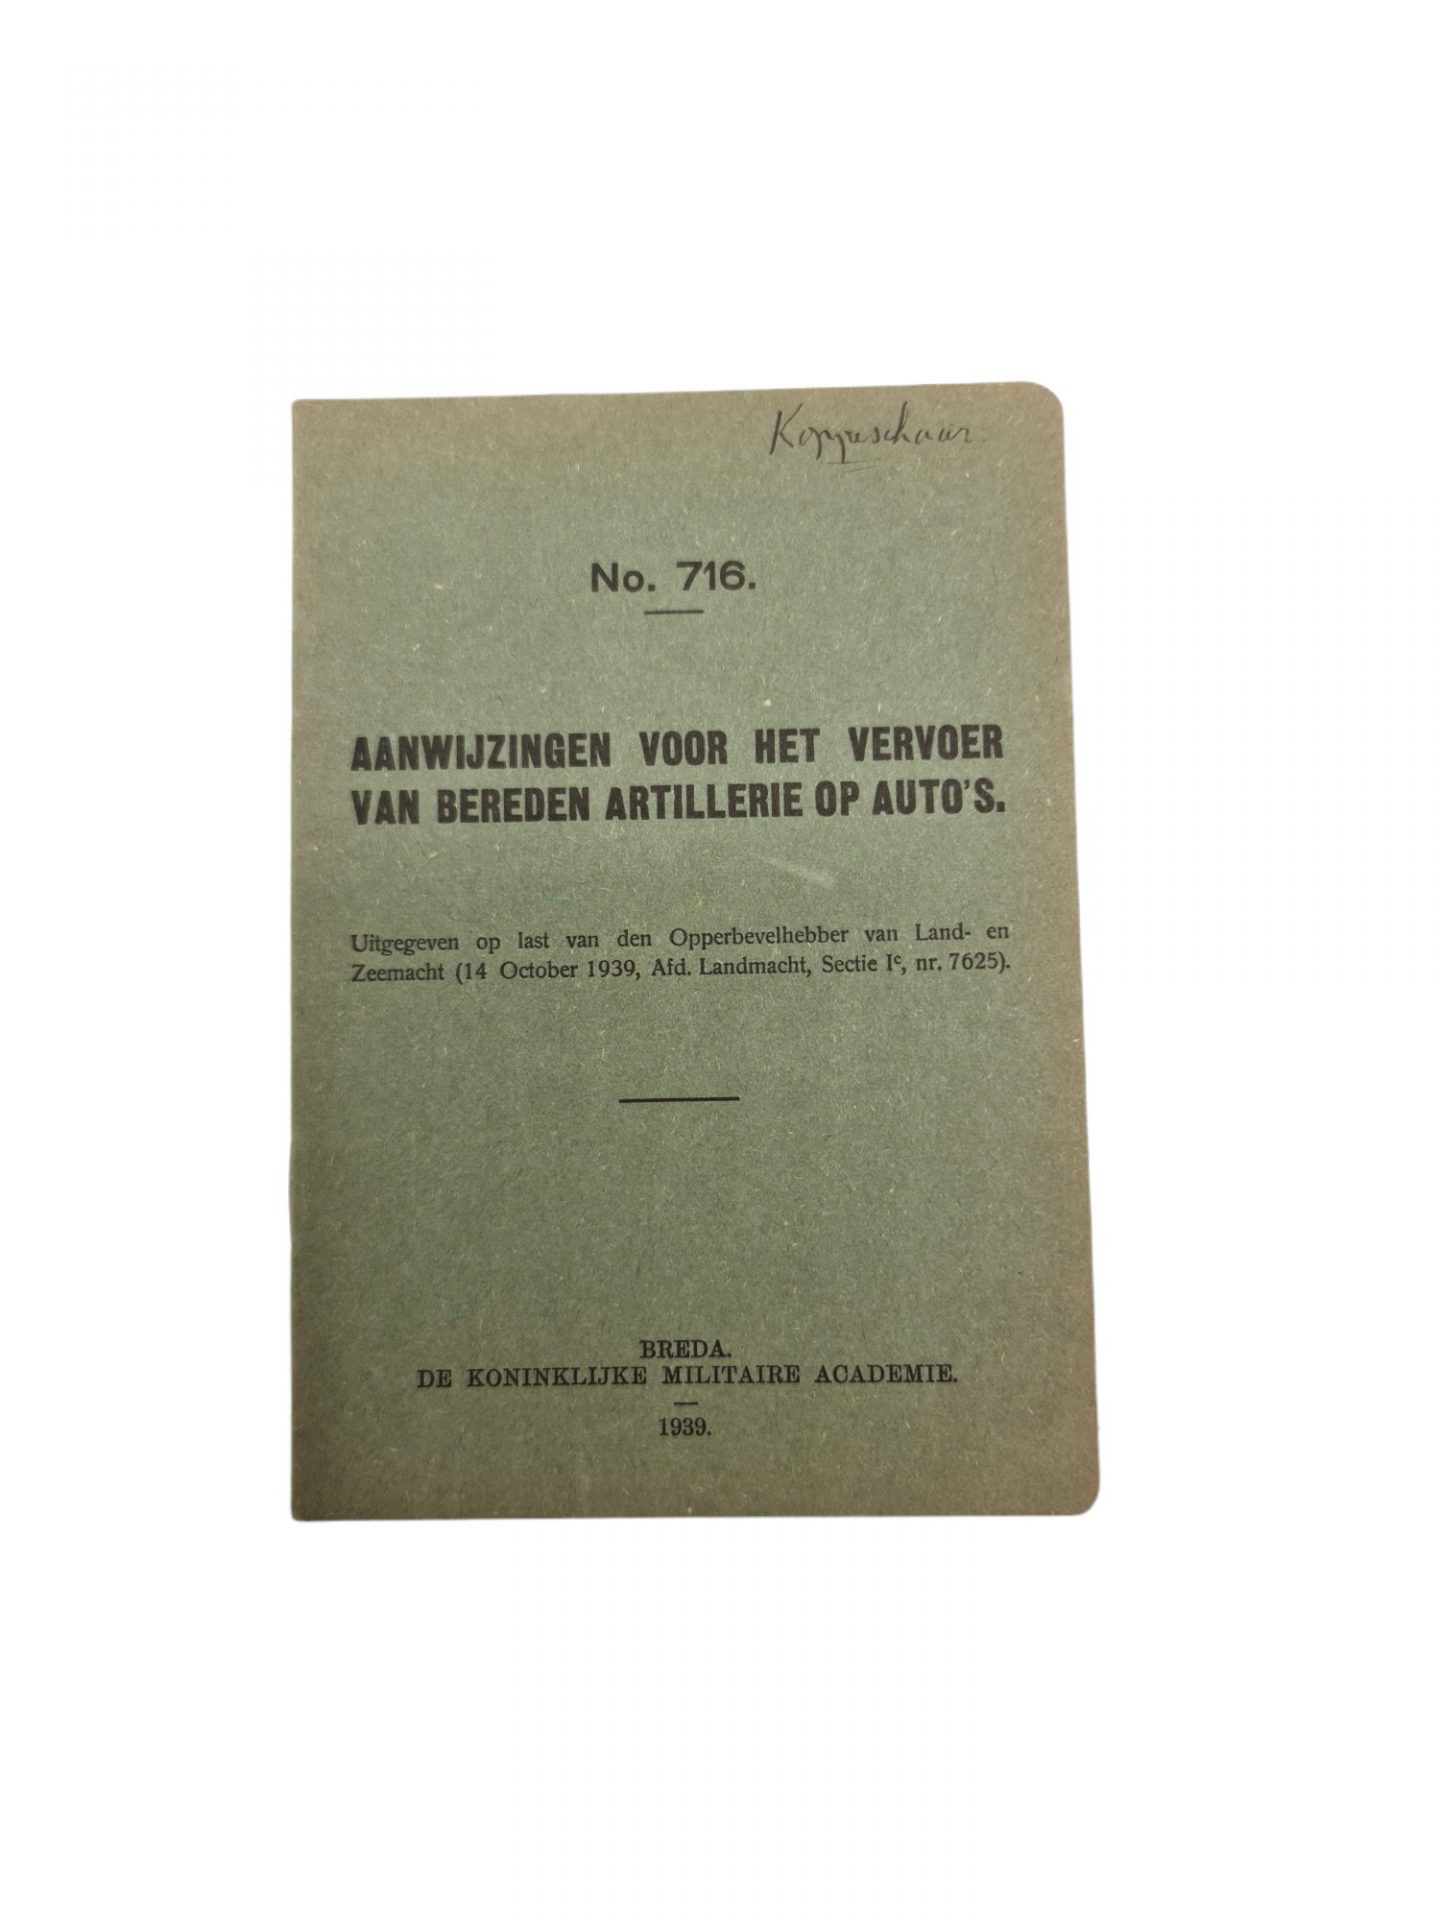 Koppeschaar
No. 716.
AANWIJZINGEN VOOR HET VERVOER
VAN BEREDEN ARTILLERIE OP AUTO'S.
Uitgegeven op last van den Opperbevelhebber van Land- en
Zeemacht (14 October 1939, Afd. Landmacht, Sectie Ic, nr. 7625).
BREDA.
DE KONINKLIJKE MILITAIRE ACADEMIE.
1939.